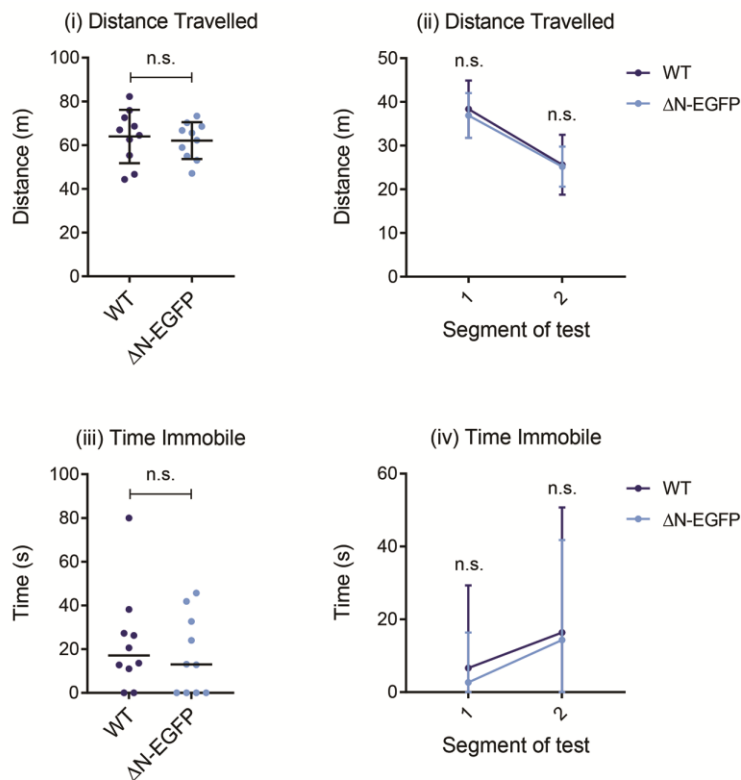 (i) Distance Travelled
n.s.
Distance (m)
100
80
60
40
20
0
WT
ΔN-EGFP
(ii) Distance Travelled
n.s.
n.s.
WT
ΔN-EGFP
Distance (m)
50
40
30
20
10
0
1
2
Segment of test
(iii) Time Immobile
n.s.
Time (s)
100
80
60
40
20
0
WT
ΔN-EGFP
(iv) Time Immobile
n.s.
n.s.
WT
ΔN-EGFP
Time (s)
60
40
20
0
1
2
Segment of test